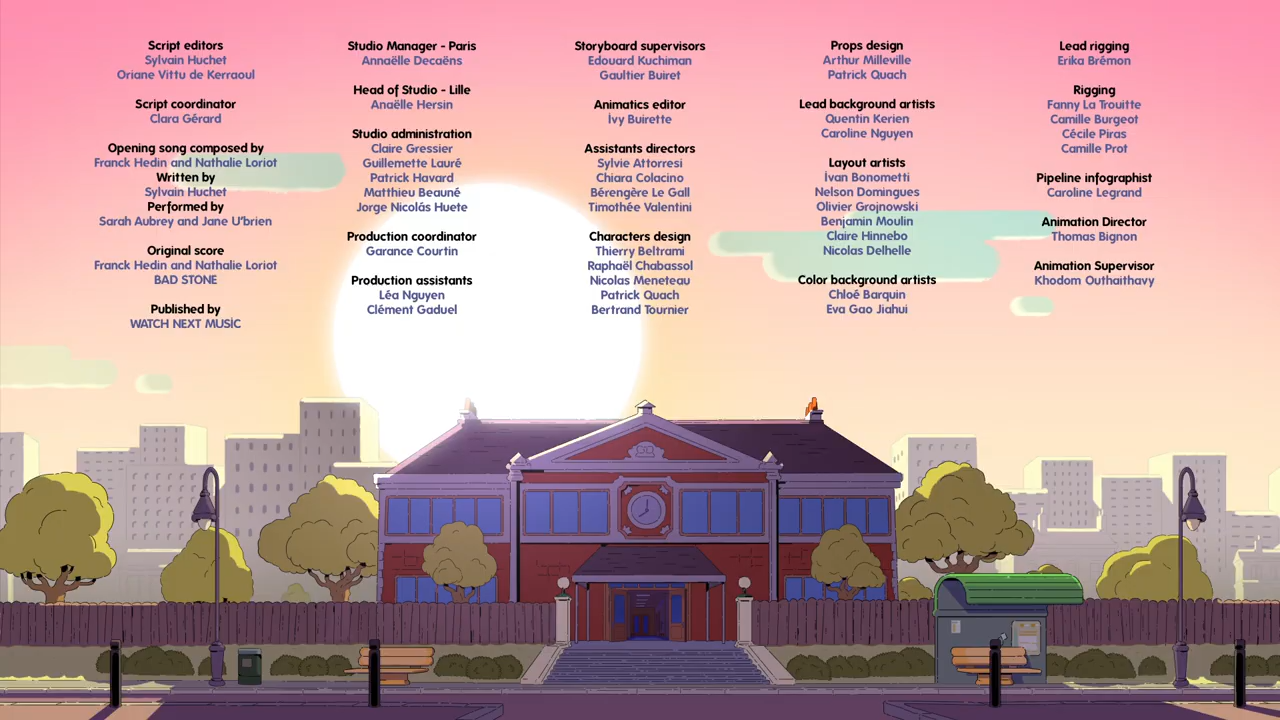 Script editors
Sylvain Huchet
Oriane Vittu de Kerraoul
Script coordinator
Clara Gérard
Opening song composed by
Franck Hedin and Nathalie Loriot
Written by
Sylvain Huchet
Performed by
Sarah Aubrey and Jane U'brien
Original score
Franck Hedin and Nathalie Loriot
BAD STONE
Published by
WATCH NEXT MUSIC
Studio Manager - Paris
Annaëlle Decaëns
Head of Studio - Lille
Anaëlle Hersin
Studio administration
Claire Gressier
Guillemette Lauré
Patrick Havard
Matthieu Beauné
Jorge Nicolás Huete
Production coordinator
Garance Courtin
Production assistants
Léa Nguyen
Clément Gaduel
Storyboard supervisors
Edouard Kuchiman
Gaultier Buiret
Animatics editor
Ivy Buirette
Assistants directors
Sylvie Attorresi
Chiara Colacino
Bérengère Le Gall
Timothée Valentini
Characters design
Thierry Beltrami
Raphaël Chabassol
Nicolas Meneteau
Patrick Quach
Bertrand Tournier
Props design
Arthur Milleville
Patrick Quach
Lead background artists
Quentin Kerien
Caroline Nguyen
Layout artists
Ivan Bonometti
Nelson Domingues
Olivier Grojnowski
Benjamin Moulin
Claire Hinnebo
Nicolas Delhelle
Color background artists
Chloé Barquin
Eva Gao Jiahui
Lead rigging
Erika Brémon
Rigging
Fanny La Trouitte
Camille Burgeot
Cécile Piras
Camille Prot
Pipeline infographist
Caroline Legrand
Animation Director
Thomas Bignon
Animation Supervisor
Khodom Outhaithavy